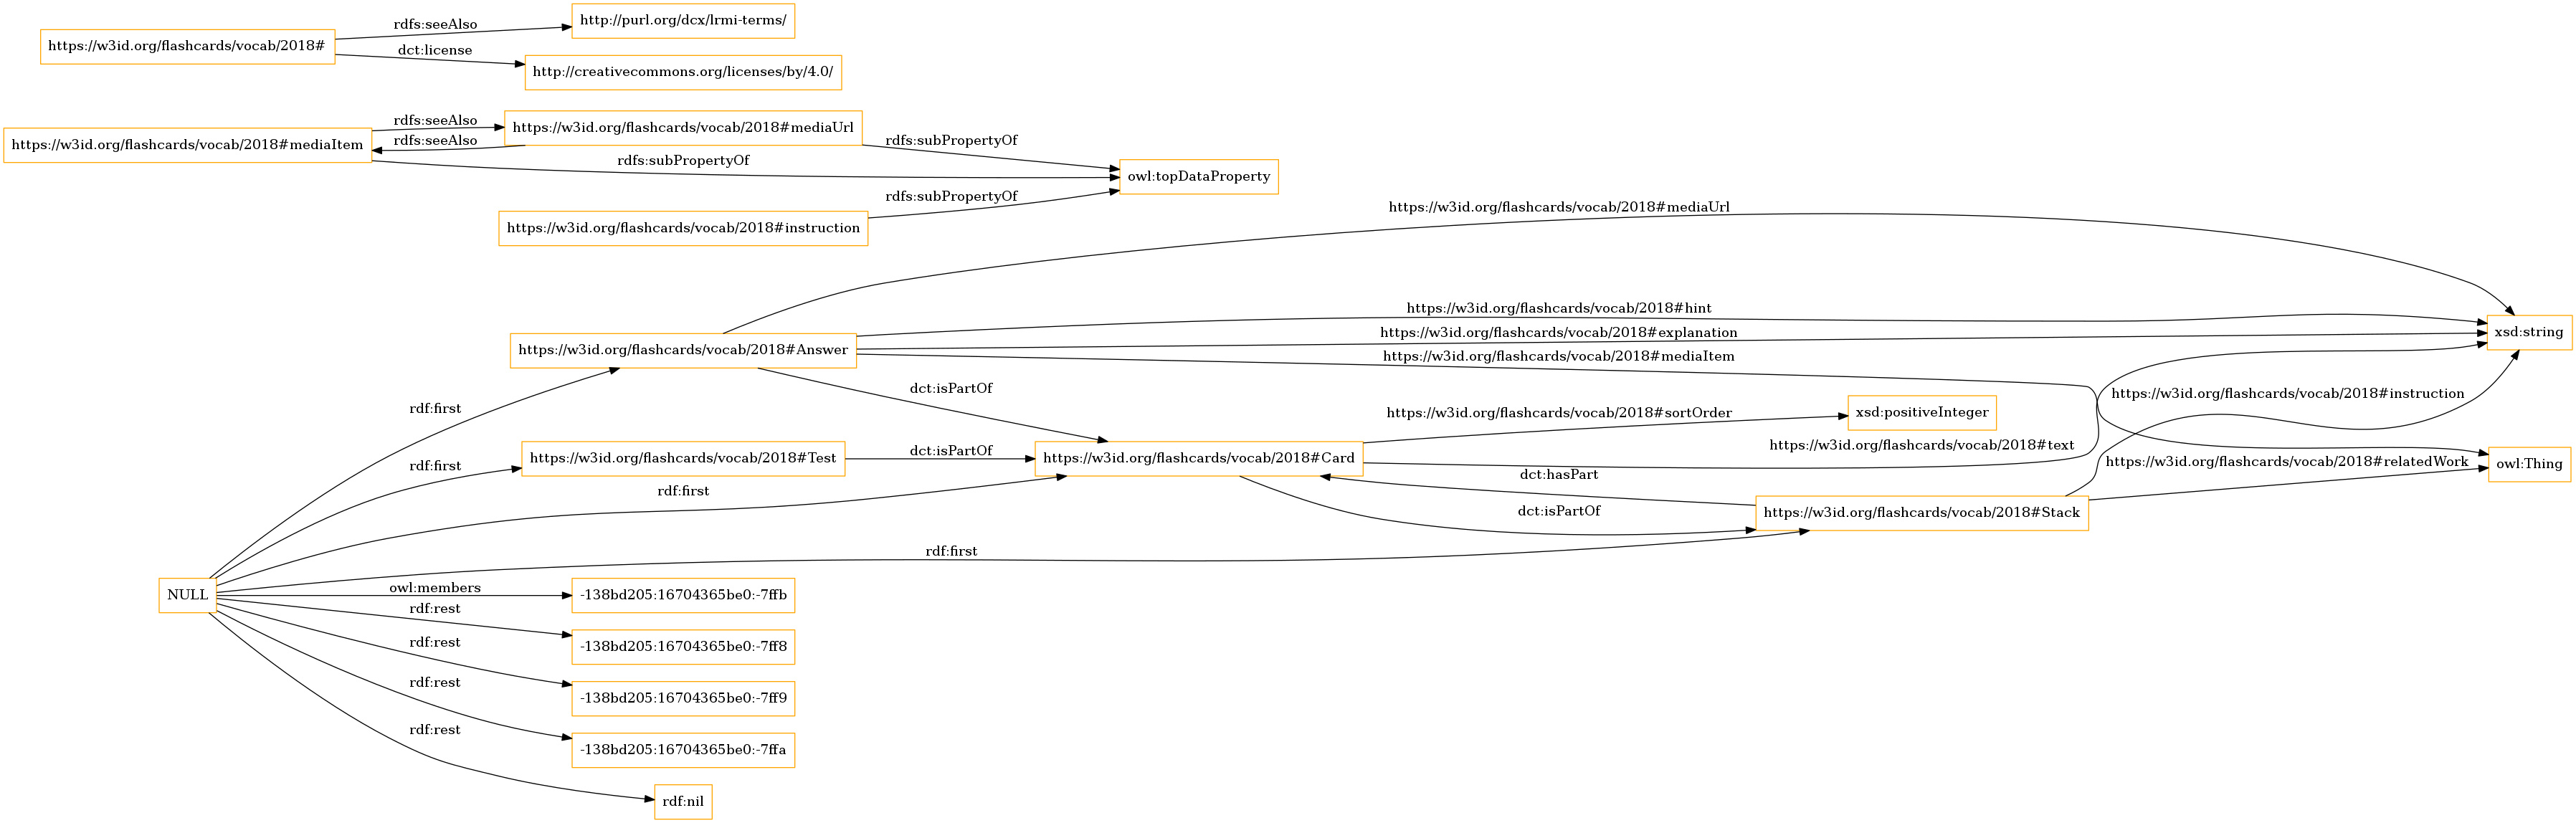 rdfs:seeAlso
http://purl.org/dcx/lrmi-terms/
https://w3id.org/flashcards/vocab/2018#
dct:license
http://creativecommons.org/licenses/by/4.0/
rdfs:seeAlso
https://w3id.org/flashcards/vocab/2018#mediaUrl
https://w3id.org/flashcards/vocab/2018#mediaItem
rdfs:seeAlso
rdfs:subPropertyOf
rdfs:subPropertyOf
owl:topDataProperty
rdfs:subPropertyOf
https://w3id.org/flashcards/vocab/2018#instruction
https://w3id.org/flashcards/vocab/2018#mediaUrl
https://w3id.org/flashcards/vocab/2018#hint
https://w3id.org/flashcards/vocab/2018#explanation
xsd:string
https://w3id.org/flashcards/vocab/2018#Answer
https://w3id.org/flashcards/vocab/2018#mediaItem
dct:isPartOf
https://w3id.org/flashcards/vocab/2018#instruction
rdf:first
https://w3id.org/flashcards/vocab/2018#sortOrder
xsd:positiveInteger
https://w3id.org/flashcards/vocab/2018#text
rdf:first
https://w3id.org/flashcards/vocab/2018#Test
dct:isPartOf
https://w3id.org/flashcards/vocab/2018#Card
https://w3id.org/flashcards/vocab/2018#relatedWork
owl:Thing
dct:hasPart
rdf:first
dct:isPartOf
https://w3id.org/flashcards/vocab/2018#Stack
rdf:first
NULL
owl:members
-138bd205:16704365be0:-7ffb
rdf:rest
-138bd205:16704365be0:-7ff8
rdf:rest
-138bd205:16704365be0:-7ff9
rdf:rest
-138bd205:16704365be0:-7ffa
rdf:rest
rdf:nil